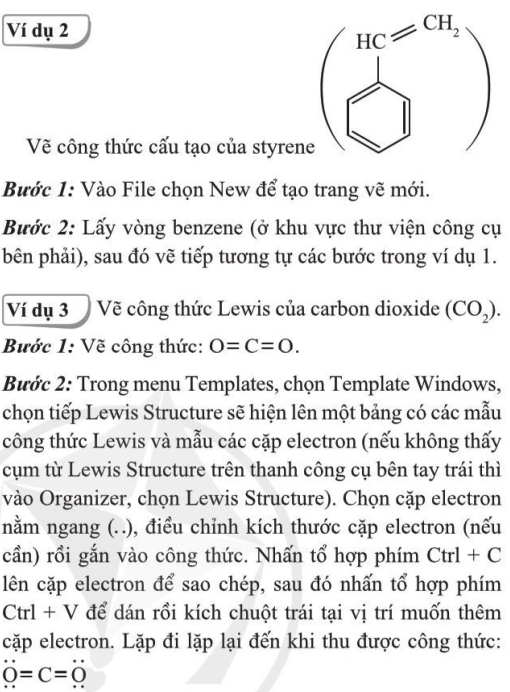 Ví dụ 2
HC
CH₂
Vẽ công thức cấu tạo của styrene
Bước 1: Vào File chọn New để tạo trang vẽ mới.
Bước 2: Lấy vòng benzene (ở khu vực thư viện công cụ
bên phải), sau đó vẽ tiếp tương tự các bước trong ví dụ 1.
Ví dụ 3 Vẽ công thức Lewis của carbon dioxide (CO₂).
Bước 1: Vẽ công thức: O=C=O.
Bước 2: Trong menu Templates, chọn Template Windows,
chọn tiếp Lewis Structure sẽ hiện lên một bảng có các mẫu
công thức Lewis và mẫu các cặp electron (nếu không thấy
cụm từ Lewis Structure trên thanh công cụ bên tay trái thì
vào Organizer, chọn Lewis Structure). Chọn cặp electron
nằm ngang (..), điều chỉnh kích thước cặp electron (nếu
cần) rồi gắn vào công thức. Nhấn tổ hợp phím Ctrl + C
lên cặp electron để sao chép, sau đó nhấn tổ hợp phím
Ctrl + V để dán rồi kích chuột trái tại vị trí muốn thêm
cặp electron. Lặp đi lặp lại đến khi thu được công thức:
Ö̤=C=Ö̤